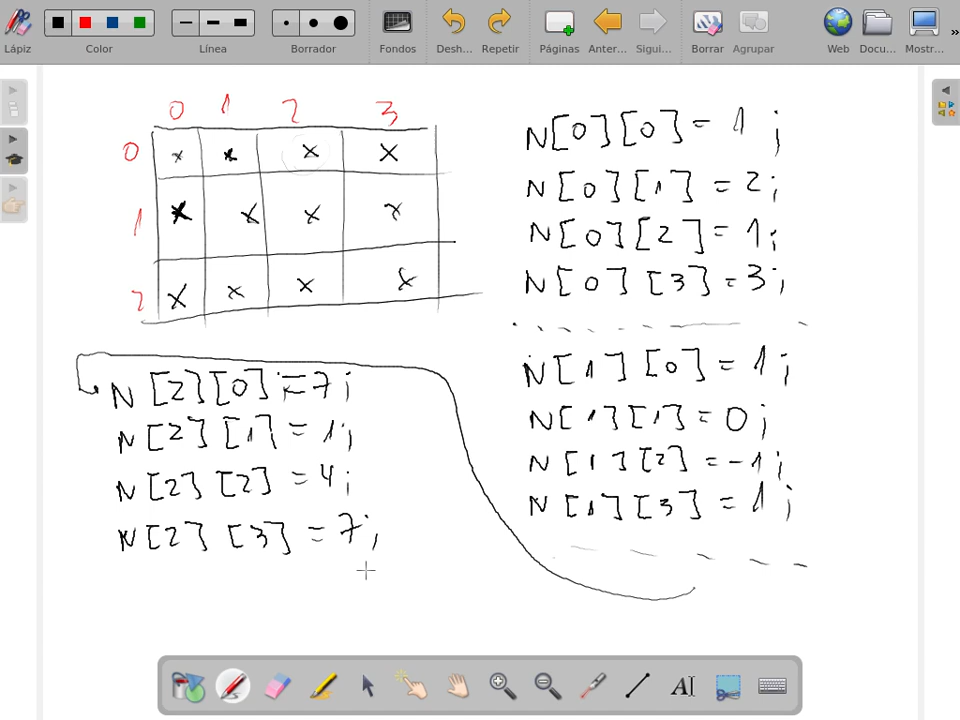 Lápiz Color Línea Borrador Fondos Desh... Repetir Páginas Anter... Sigui... Borrar Agrupar Web Docu... Mostr... »
0 1 2 3
0 x x x x
1 x x x x
2 x x x x
N[0][0] = 1;
N[0][1] = 2;
N[0][2] = 1;
N[0][3] = 3;
N[1][0] = 1;
N[1][1] = 0;
N[1][2] = -1;
N[1][3] = 1;
N[2][0] = 7;
N[2][1] = 1;
N[2][2] = 4;
N[2][3] = 7;
A